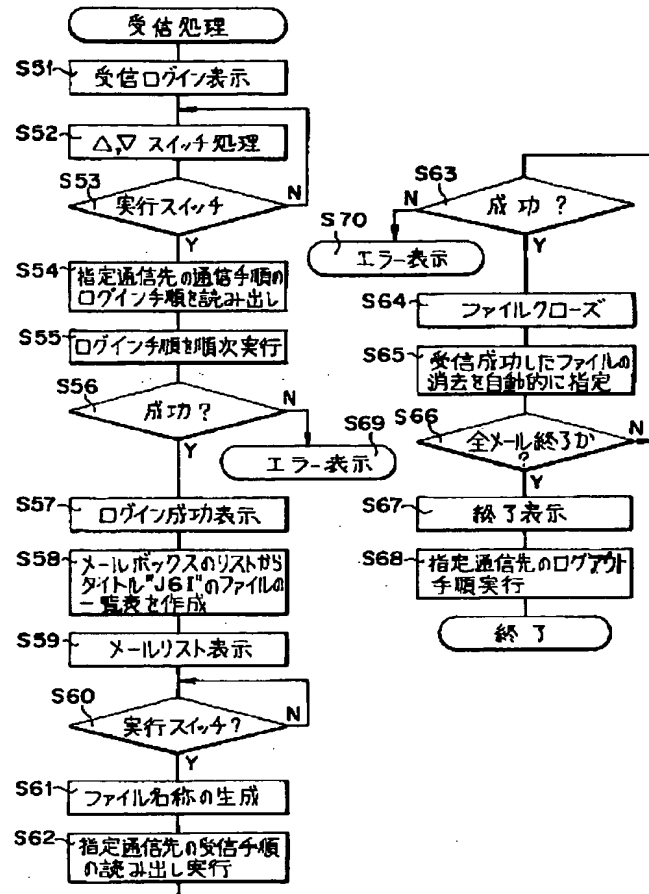 受信処理
S51
受信ログイン表示
S52
△,▽ スイッチ処理
S53
実行スイッチ
N
Y
S54
指定通信先の通信手順の
ログイン手順を読み出し
S55
ログイン手順を順次実行
S56
成功?
N
Y
S69
エラー表示
S57
ログイン成功表示
S58
メールボックスのリストから
タイトル"J6I"のファイルの
一覧表を作成
S59
メールリスト表示
S60
実行スイッチ?
N
Y
S61
ファイル名称の生成
S62
指定通信先の受信手順
の読み出し実行
S63
成功?
N
Y
S70
エラー表示
S64
ファイルクローズ
S65
受信成功したファイルの
消去を自動的に指定
S66
全メール終了か
?
N
Y
S67
終了表示
S68
指定通信先のログアウト
手順実行
終了